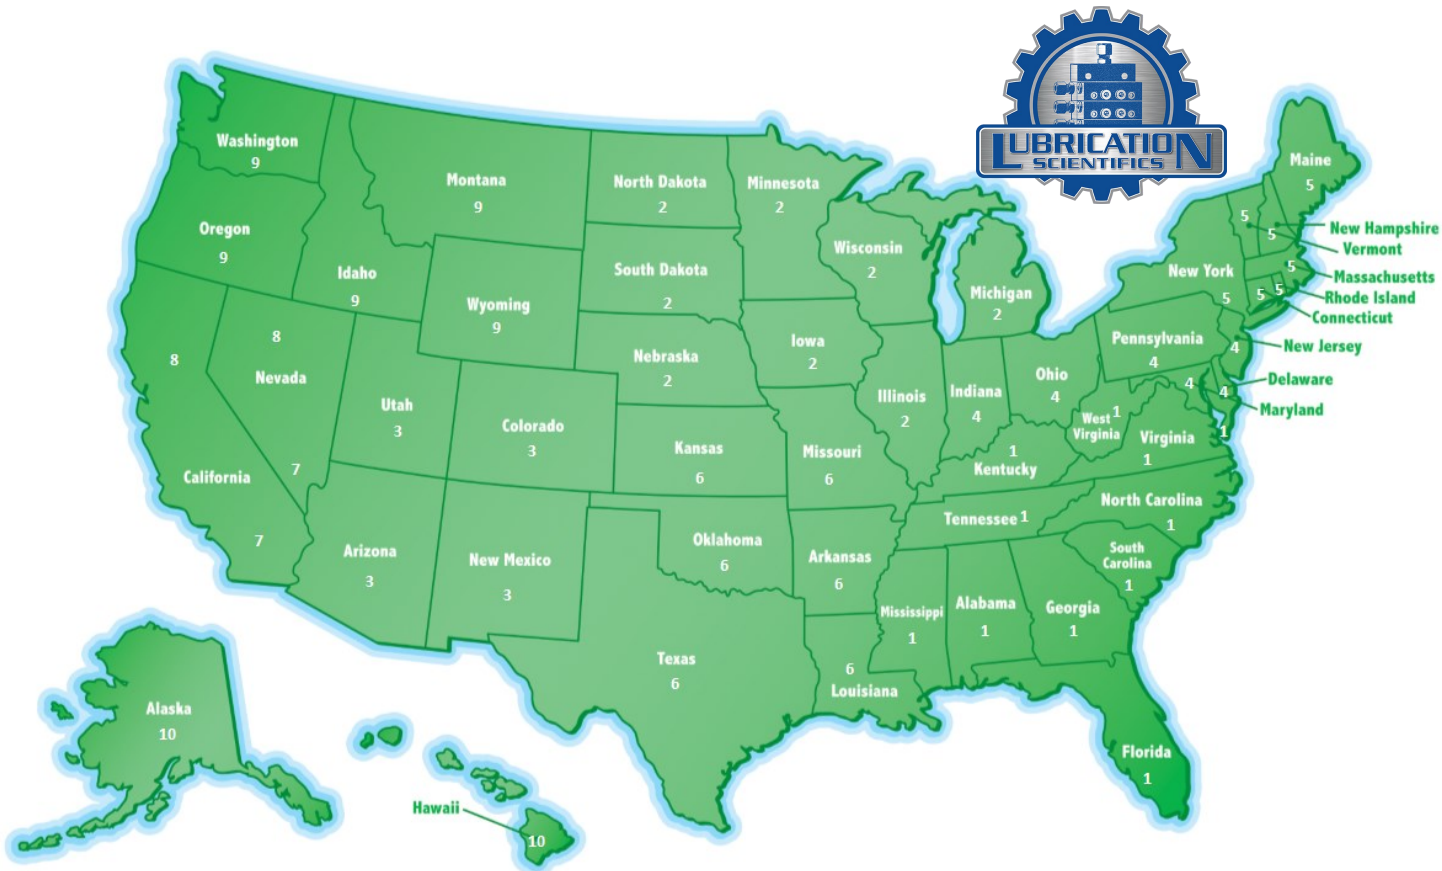 LUBRICATION
SCIENTIFICS
Washington
9
Montana
9
North Dakota
2
Minnesota
2
Maine
5
Oregon
9
Idaho
9
Wyoming
9
South Dakota
2
Wisconsin
2
Michigan
2
New York
5
5
5
New Hampshire
Vermont
5
Massachusetts
5
5
Rhode Island
Connecticut
8
8
Nevada
7
Utah
3
Colorado
3
Nebraska
2
Iowa
2
Illinois
2
Indiana
4
Ohio
4
Pennsylvania
4
4
New Jersey
4
Delaware
4
Maryland
1
California
7
Kansas
6
Missouri
6
1
Kentucky
West 1
Virginia
Virginia
1
Arizona
3
New Mexico
3
Oklahoma
6
Arkansas
6
Tennessee 1
North Carolina
1
South
Carolina
1
Texas
6
6
Louisiana
Mississippi
1
Alabama
1
Georgia
1
Florida
1
Alaska
10
Hawaii
10